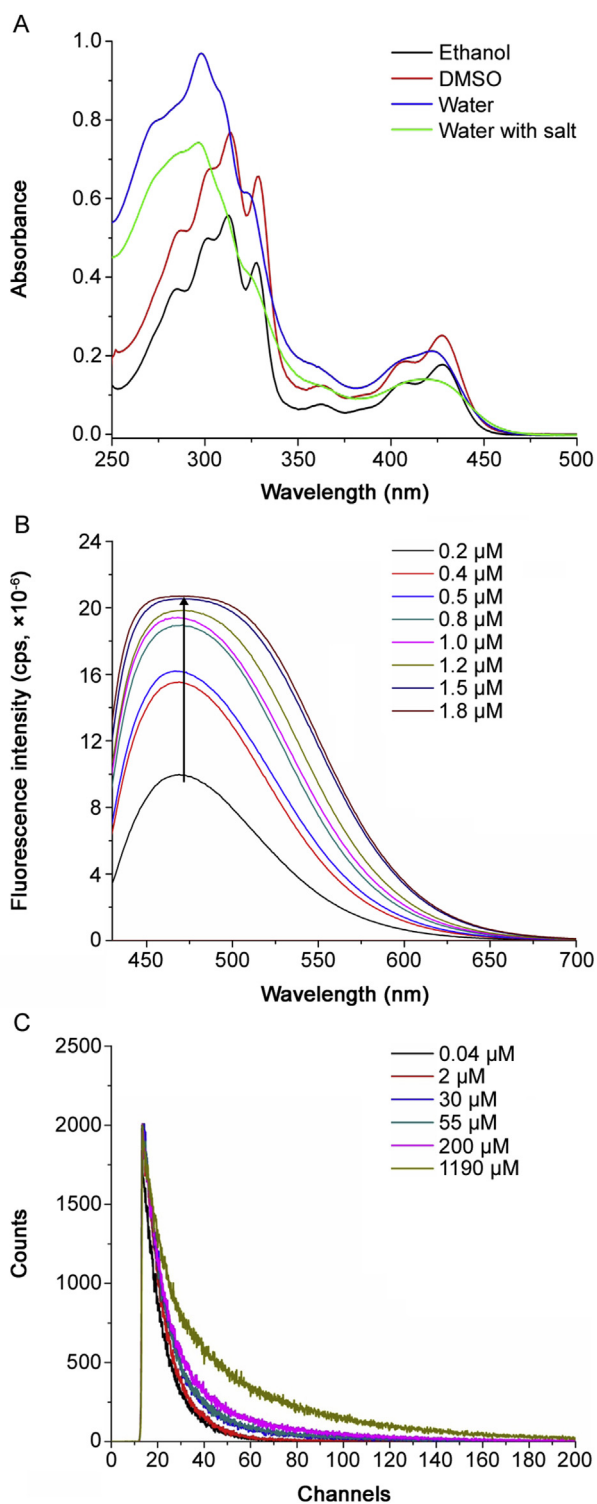 A
Ethanol
DMSO
Water
Water with salt
1.0
0.8
0.6
0.4
0.2
0.0
Absorbance
250 300 350 400 450 500
Wavelength (nm)
B
0.2 µM
0.4 µM
0.5 µM
0.8 µM
1.0 µM
1.2 µM
1.5 µM
1.8 µM
24
20
16
12
8
4
0
Fluorescence intensity (cps, ×10⁻⁶)
450 500 550 600 650 700
Wavelength (nm)
C
0.04 µM
2 µM
30 µM
55 µM
200 µM
1190 µM
2500
2000
1500
1000
500
0
Counts
0 20 40 60 80 100 120 140 160 180 200
Channels